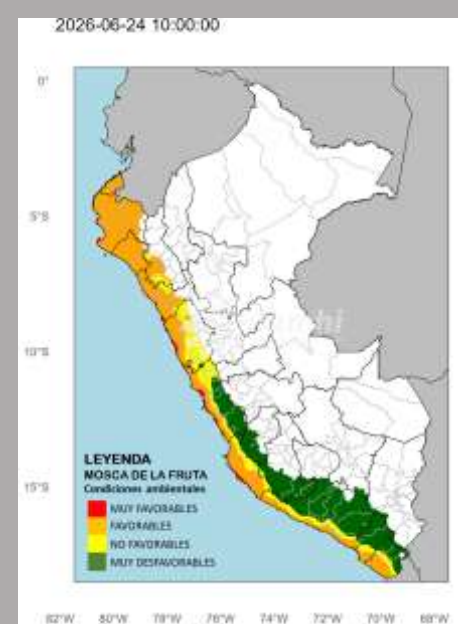 2026-06-24 10:00:00
0°
5°S
10°S
15°S
LEYENDA
MOSCA DE LA FRUTA
Condiciones ambientales
MUY FAVORABLES
FAVORABLES
NO FAVORABLES
MUY DESFAVORABLES
82°W 80°W 78°W 76°W 74°W 72°W 70°W 68°W